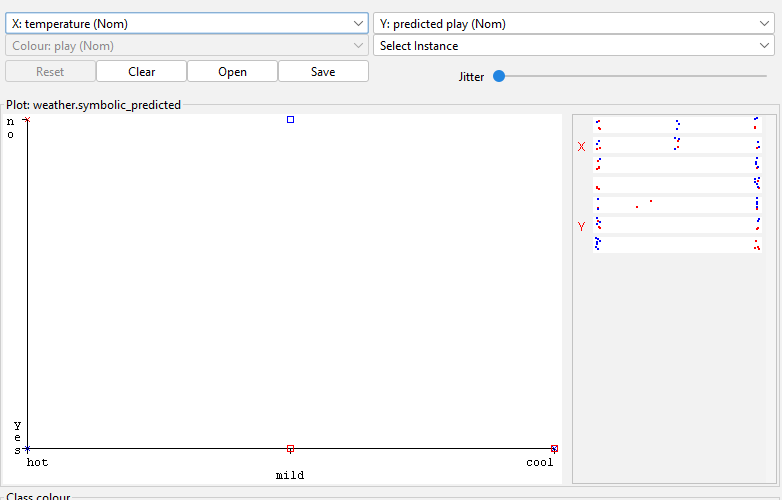 X: temperature (Nom)
Y: predicted play (Nom)
Colour: play (Nom)
Select Instance
Reset
Clear
Open
Save
Jitter
Plot: weather.symbolic_predicted
n
o
X
Y
y
e
s
hot
mild
cool
Class colour